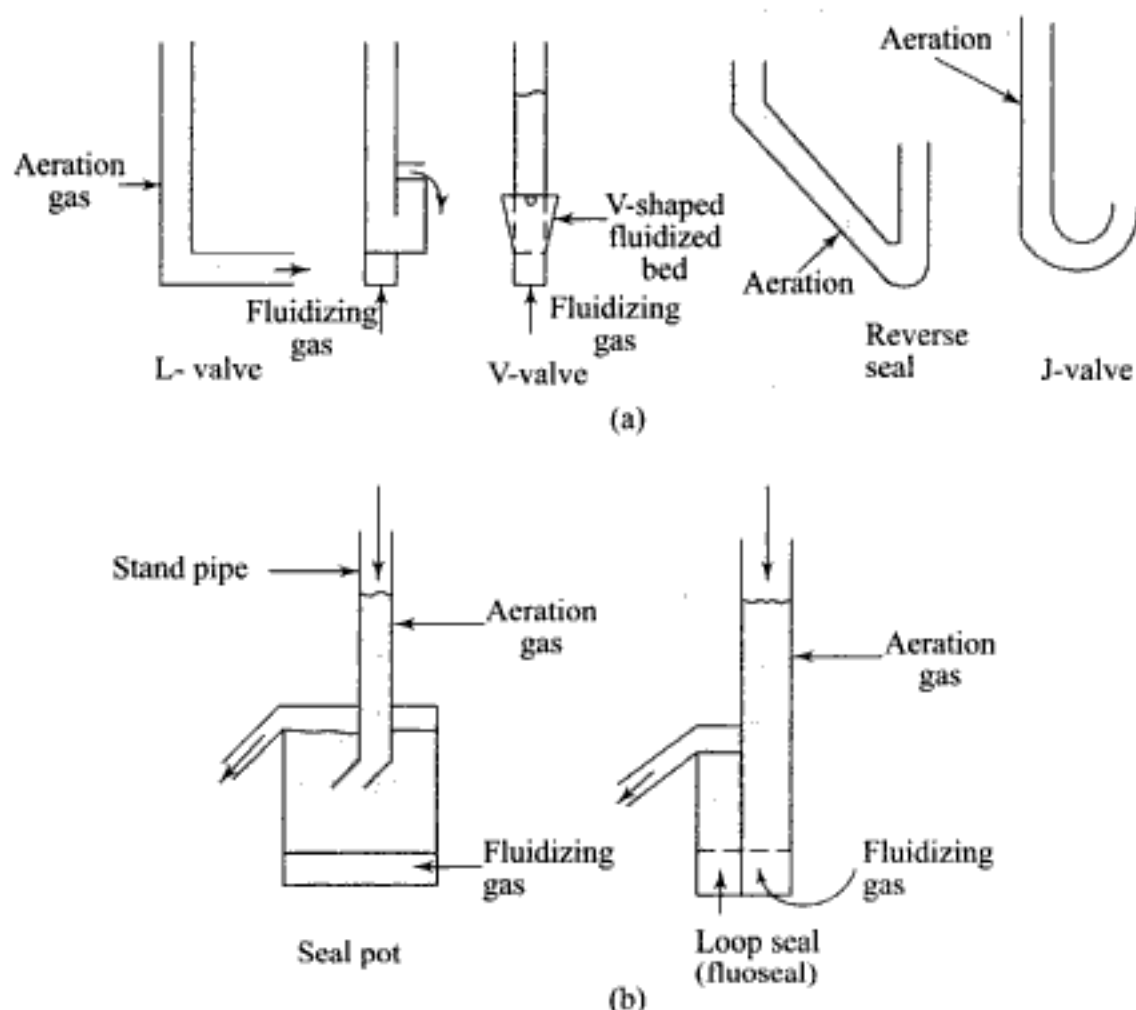 Aeration
gas
L- valve
Fluidizing
gas
V-shaped
fluidized
bed
Fluidizing
gas
V-valve
Aeration
Reverse
seal
Aeration
J-valve
(a)
Stand pipe
Aeration
gas
Fluidizing
gas
Seal pot
Aeration
gas
Fluidizing
gas
Loop seal
(fluoseal)
(b)